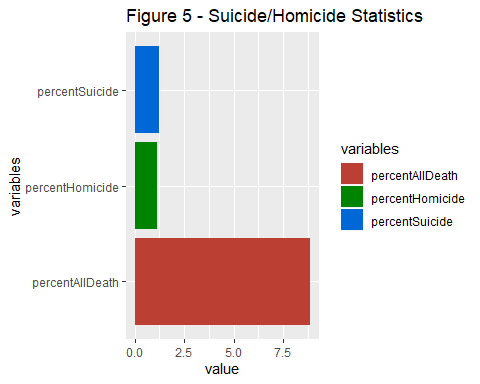 Figure 5 - Suicide/Homicide Statistics
percentSuicide
percentHomicide
percentAllDeath
variables
0.0 2.5 5.0 7.5
value
variables
percentAllDeath
percentHomicide
percentSuicide